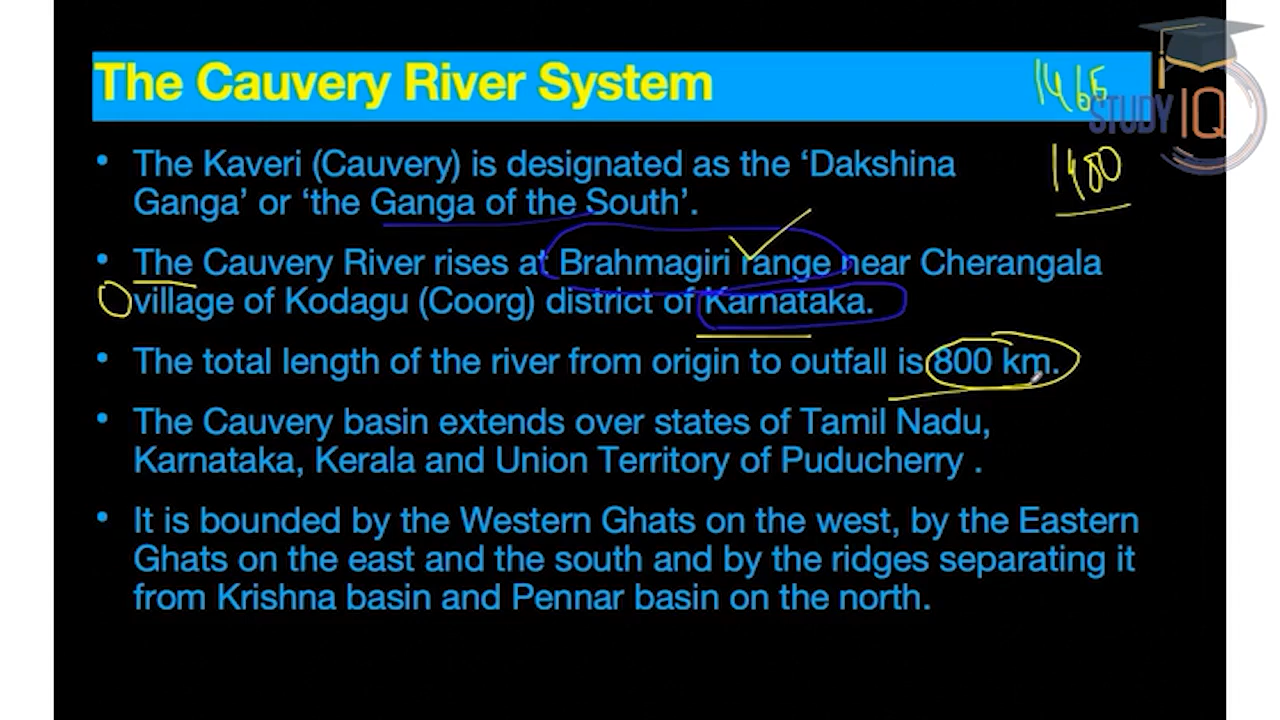 The Cauvery River System
1465
STUDY IQ
1400
• The Kaveri (Cauvery) is designated as the ‘Dakshina
Ganga’ or ‘the Ganga of the South’.
• The Cauvery River rises at Brahmagiri range near Cherangala
village of Kodagu (Coorg) district of Karnataka.
• The total length of the river from origin to outfall is 800 km.
• The Cauvery basin extends over states of Tamil Nadu,
Karnataka, Kerala and Union Territory of Puducherry .
• It is bounded by the Western Ghats on the west, by the Eastern
Ghats on the east and the south and by the ridges separating it
from Krishna basin and Pennar basin on the north.